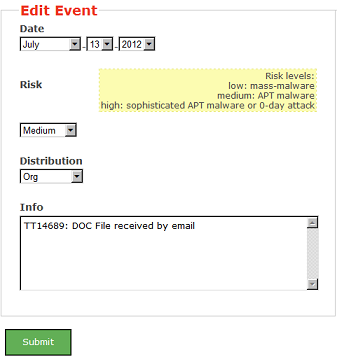 Edit Event
Date
July - 13 - 2012
Risk
Risk levels:
low: mass-malware
medium: APT malware
high: sophisticated APT malware or 0-day attack
Medium
Distribution
Org
Info
TT14689: DOC File received by email
Submit